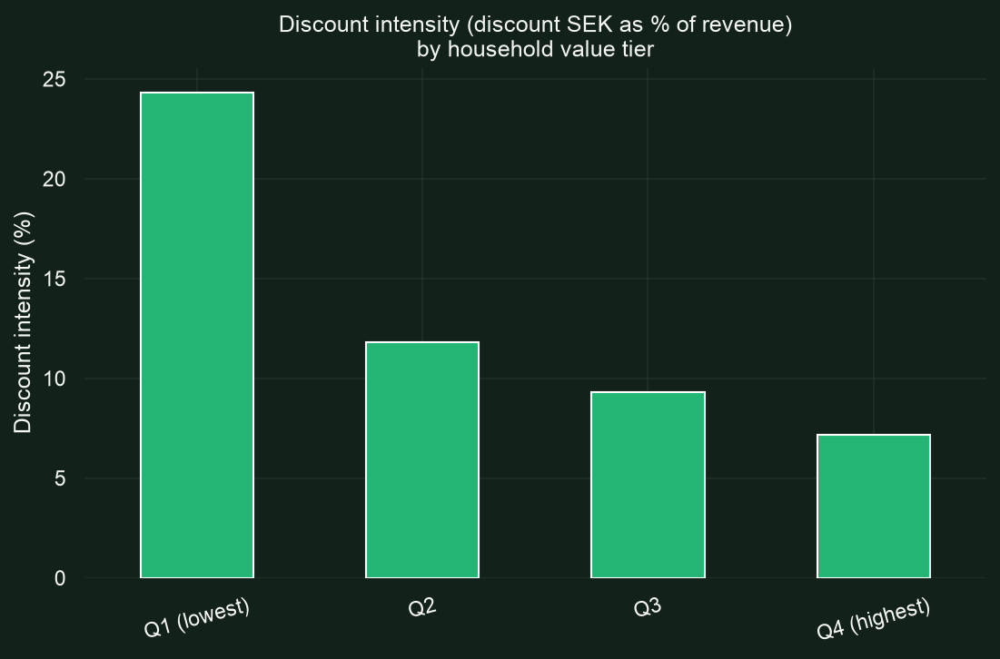 Discount intensity (discount SEK as % of revenue)
by household value tier
Discount intensity (%)
25
20
15
10
5
0
Q1 (lowest)
Q2
Q3
Q4 (highest)